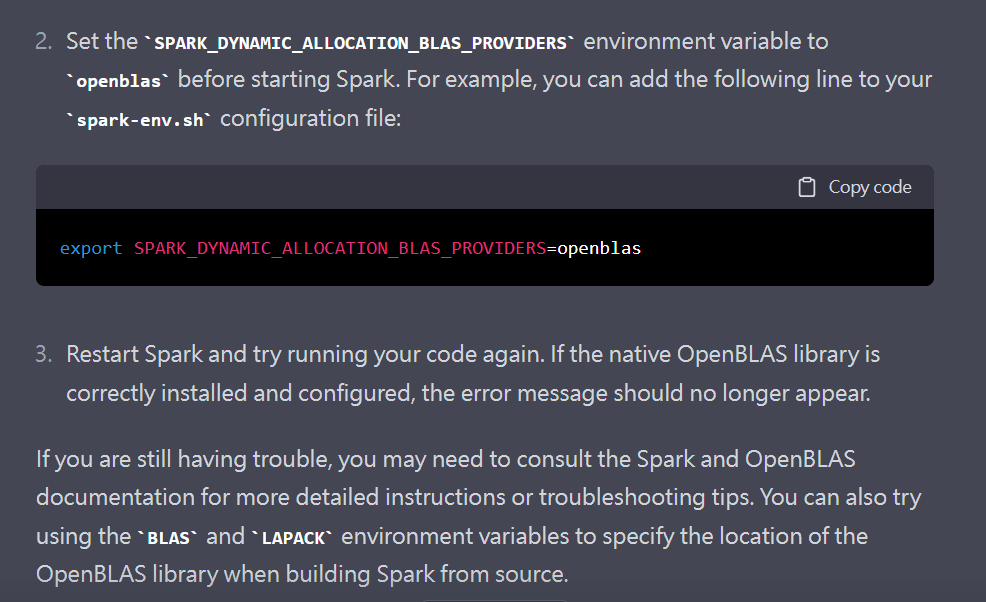 2. Set the `SPARK_DYNAMIC_ALLOCATION_BLAS_PROVIDERS` environment variable to
`openblas` before starting Spark. For example, you can add the following line to your
`spark-env.sh` configuration file:
Copy code
export SPARK_DYNAMIC_ALLOCATION_BLAS_PROVIDERS=openblas
3. Restart Spark and try running your code again. If the native OpenBLAS library is
correctly installed and configured, the error message should no longer appear.
If you are still having trouble, you may need to consult the Spark and OpenBLAS
documentation for more detailed instructions or troubleshooting tips. You can also try
using the `BLAS` and `LAPACK` environment variables to specify the location of the
OpenBLAS library when building Spark from source.